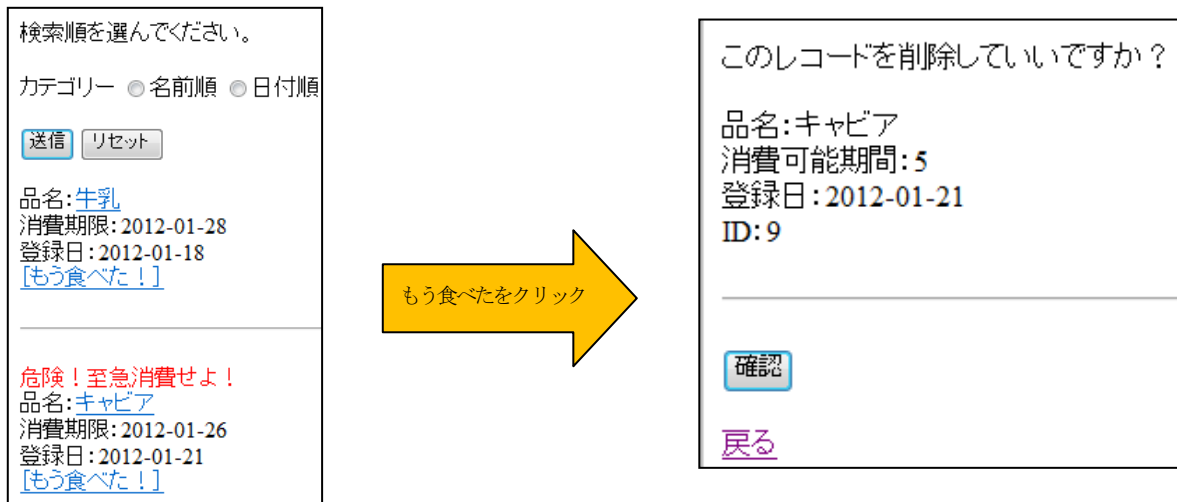 検索順を選んでください。
カテゴリー 名前順 日付順
送信 リセット
品名:牛乳
消費期限:2012-01-28
登録日:2012-01-18
[もう食べた!]
危険!至急消費せよ!
品名:キャビア
消費期限:2012-01-26
登録日:2012-01-21
[もう食べた!]
もう食べたをクリック
このレコードを削除していいですか?
品名:キャビア
消費可能期間:5
登録日:2012-01-21
ID:9
確認
戻る